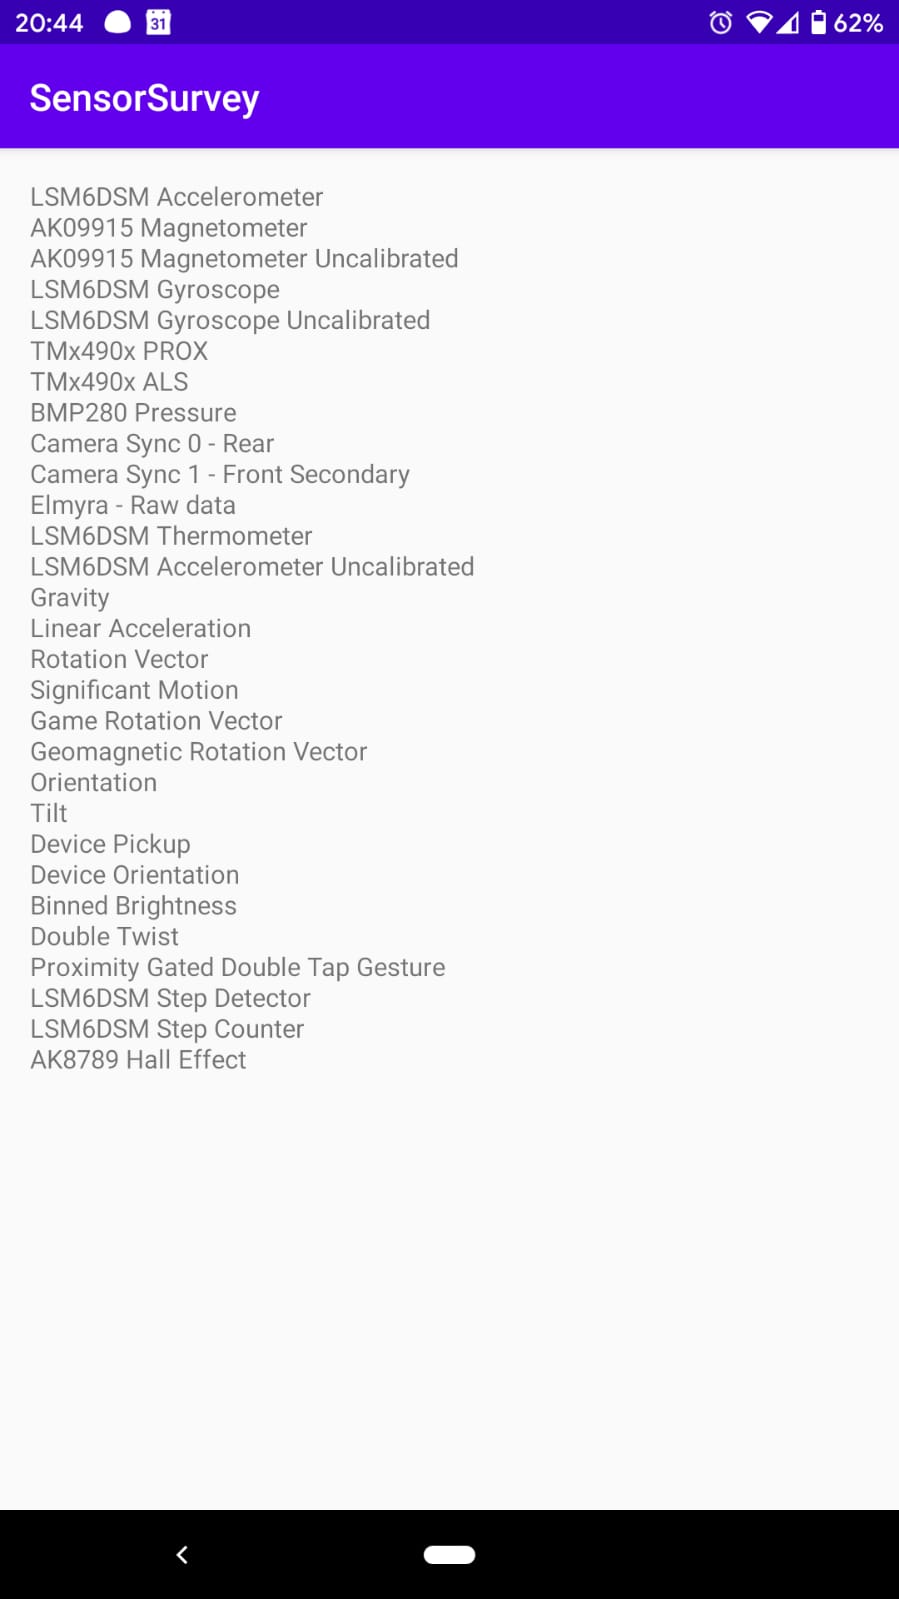 20:44 31 62%
SensorSurvey
LSM6DSM Accelerometer
AK09915 Magnetometer
AK09915 Magnetometer Uncalibrated
LSM6DSM Gyroscope
LSM6DSM Gyroscope Uncalibrated
TMx490x PROX
TMx490x ALS
BMP280 Pressure
Camera Sync 0 - Rear
Camera Sync 1 - Front Secondary
Elmyra - Raw data
LSM6DSM Thermometer
LSM6DSM Accelerometer Uncalibrated
Gravity
Linear Acceleration
Rotation Vector
Significant Motion
Game Rotation Vector
Geomagnetic Rotation Vector
Orientation
Tilt
Device Pickup
Device Orientation
Binned Brightness
Double Twist
Proximity Gated Double Tap Gesture
LSM6DSM Step Detector
LSM6DSM Step Counter
AK8789 Hall Effect